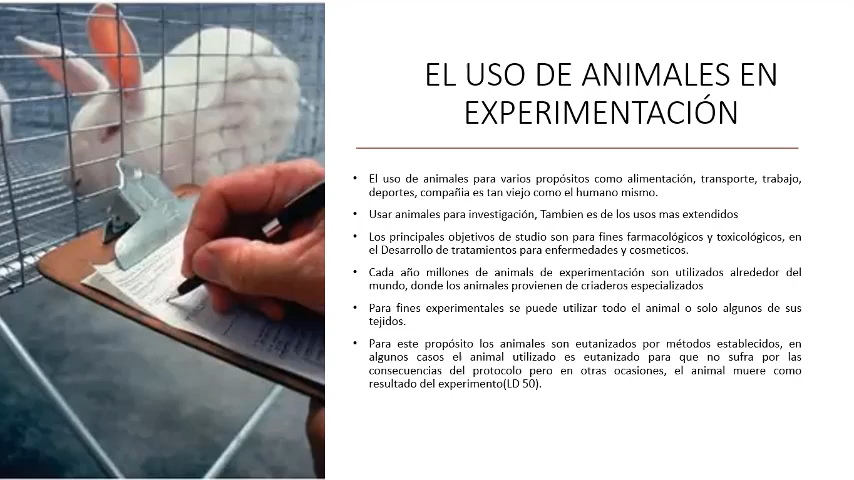 EL USO DE ANIMALES EN
EXPERIMENTACIÓN
• El uso de animales para varios propósitos como alimentación, transporte, trabajo,
deportes, compañia es tan viejo como el humano mismo.
• Usar animales para investigación, Tambien es de los usos mas extendidos
• Los principales objetivos de studio son para fines farmacológicos y toxicológicos, en
el Desarrollo de tratamientos para enfermedades y cosmeticos.
• Cada año millones de animals de experimentación son utilizados alrededor del
mundo, donde los animales provienen de criaderos especializados
• Para fines experimentales se puede utilizar todo el animal o solo algunos de sus
tejidos.
• Para este propósito los animales son eutanizados por métodos establecidos, en
algunos casos el animal utilizado es eutanizado para que no sufra por las
consecuencias del protocolo pero en otras ocasiones, el animal muere como
resultado del experimento(LD 50).